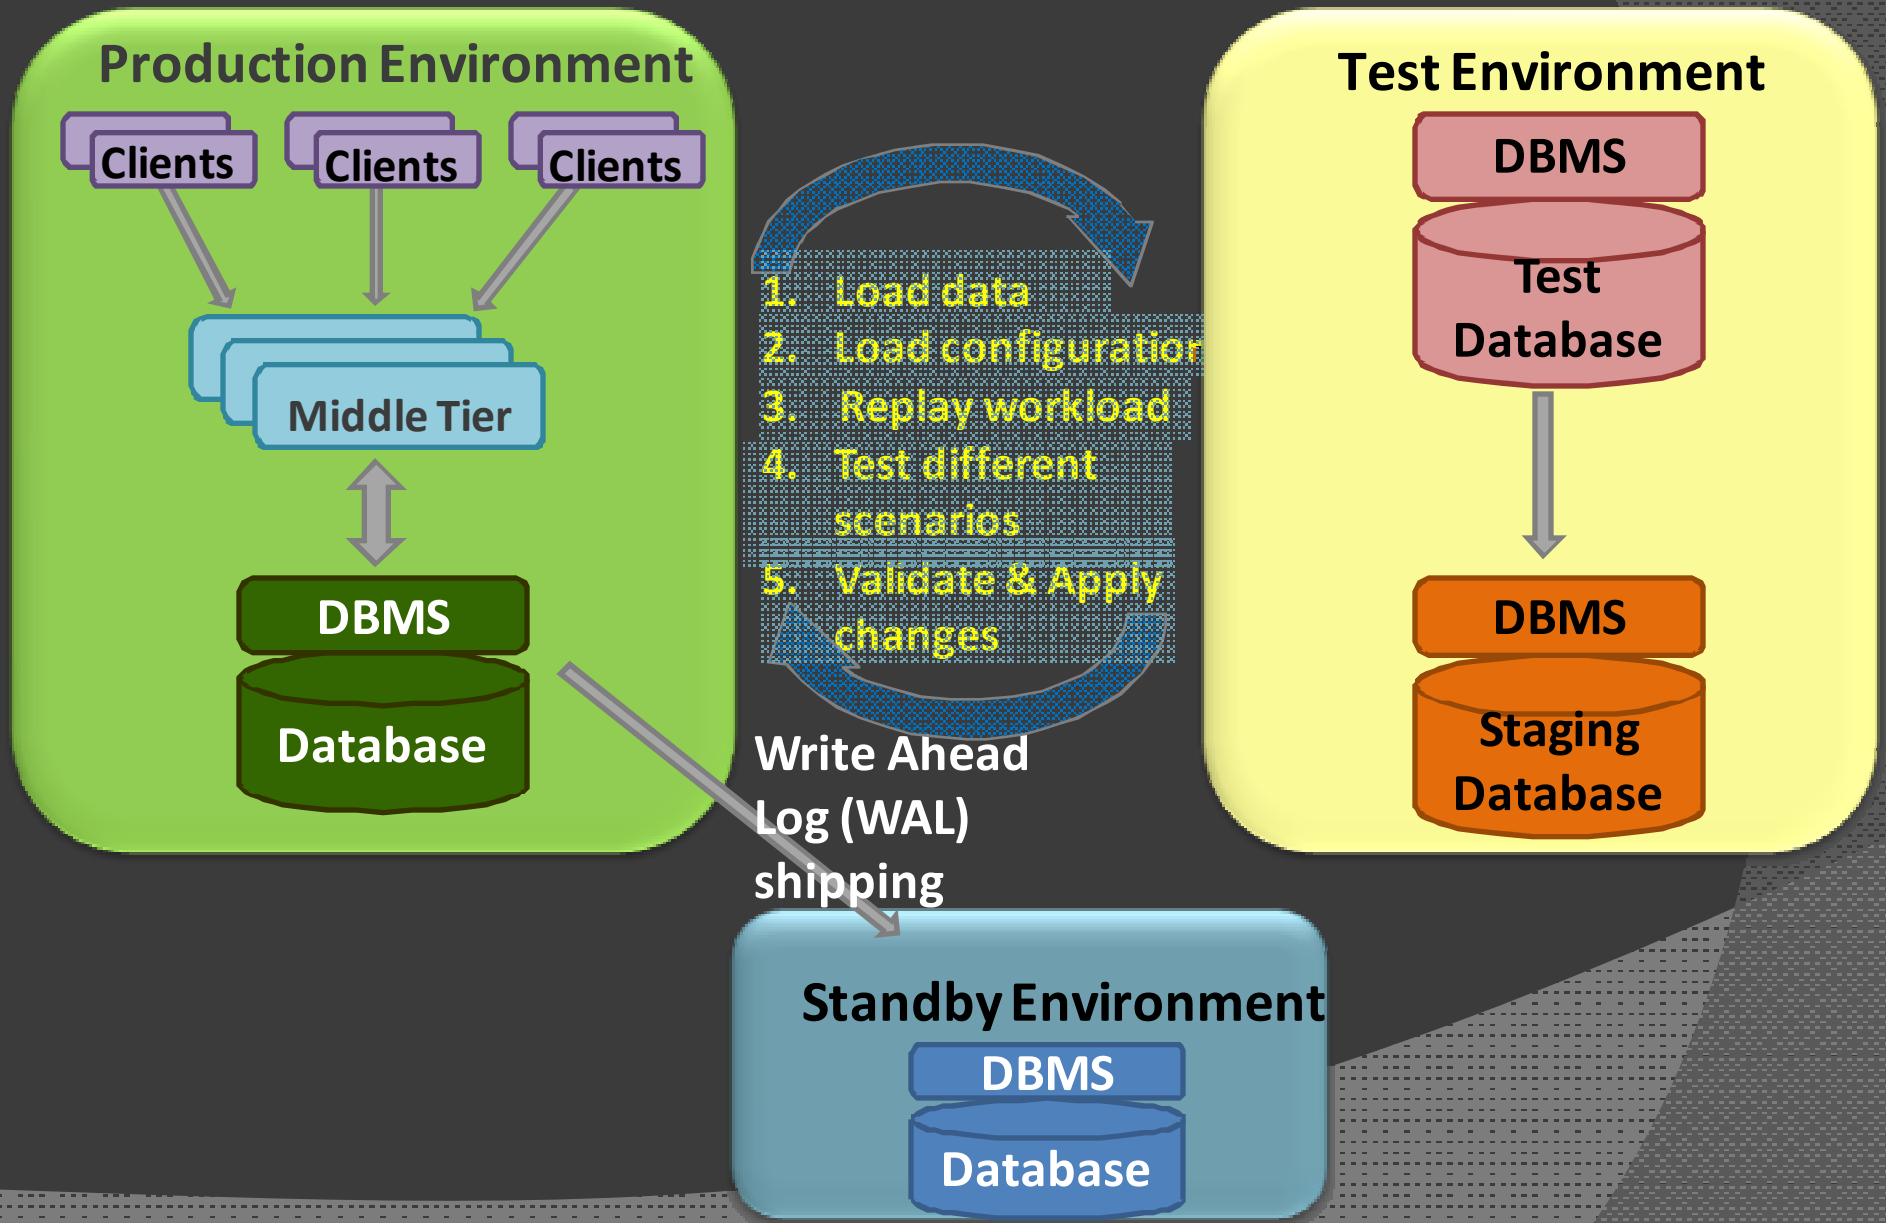 Production Environment
Clients
Clients
Clients
Middle Tier
DBMS
Database
1. Load data
2. Load configuration
3. Replay workload
4. Test different
scenarios
5. Validate & Apply
changes
Write Ahead
Log (WAL)
shipping
Test Environment
DBMS
Test
Database
DBMS
Staging
Database
Standby Environment
DBMS
Database